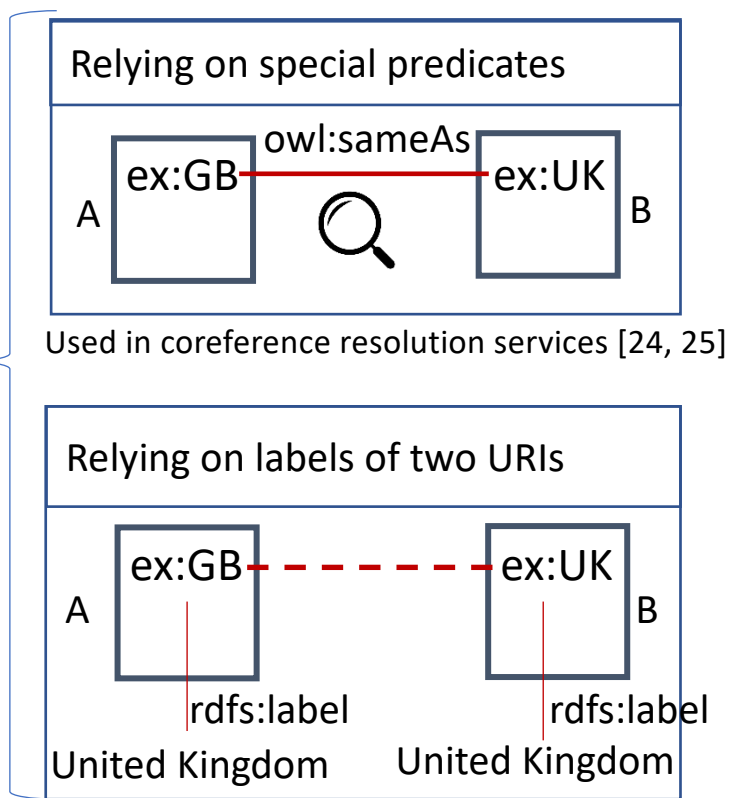 Relying on special predicates
owl:sameAs
ex:GB
ex:UK
A
B
Used in coreference resolution services [24, 25]
Relying on labels of two URIs
ex:GB
ex:UK
A
B
rdfs:label
rdfs:label
United Kingdom
United Kingdom